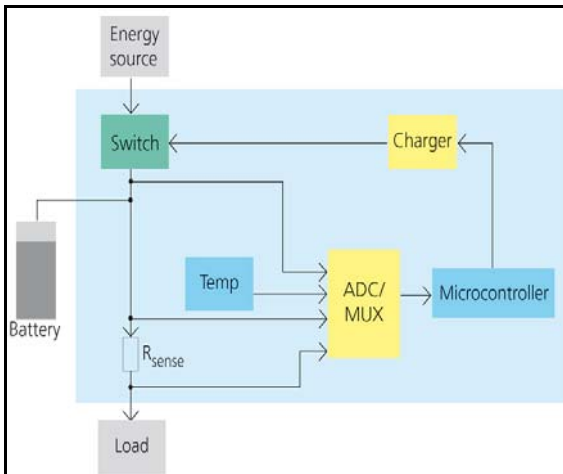 Energy
source
Switch
Charger
Temp
ADC/
MUX
Microcontroller
Battery
Rsense
Load